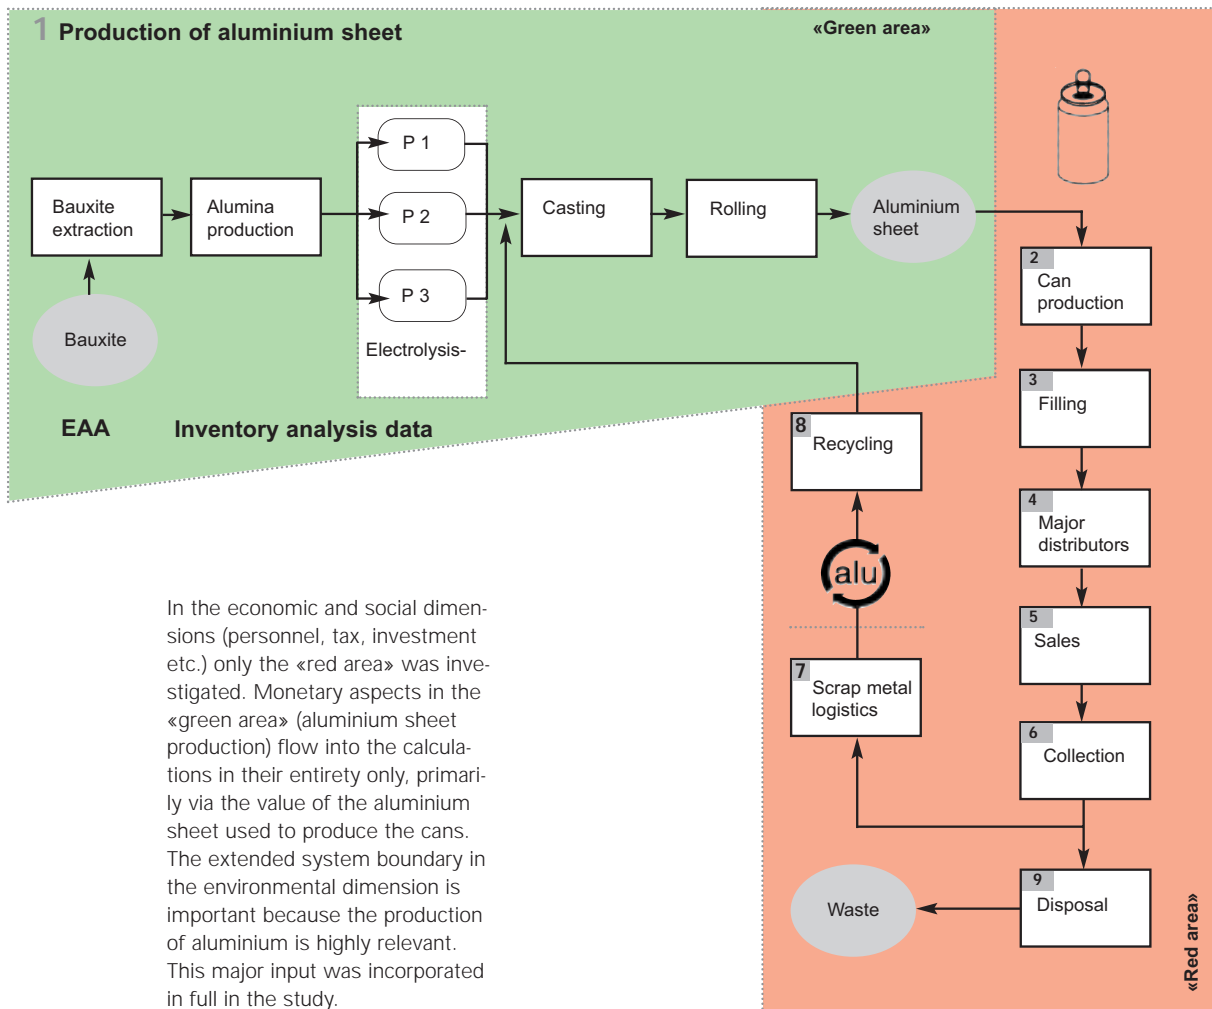 1 Production of aluminium sheet
«Green area»
P 1
Bauxite
extraction
Alumina
production
P 2
Casting
Rolling
Aluminium
sheet
P 3
Electrolysis-
Bauxite
EAA Inventory analysis data
2
Can
production
3
Filling
4
Major
distributors
5
Sales
6
Collection
8
Recycling
alu
7
Scrap metal
logistics
9
Disposal
Waste
«Red area»
In the economic and social dimen-
sions (personnel, tax, investment
etc.) only the «red area» was inve-
stigated. Monetary aspects in the
«green area» (aluminium sheet
production) flow into the calcula-
tions in their entirety only, primari-
ly via the value of the aluminium
sheet used to produce the cans.
The extended system boundary in
the environmental dimension is
important because the production
of aluminium is highly relevant.
This major input was incorporated
in full in the study.